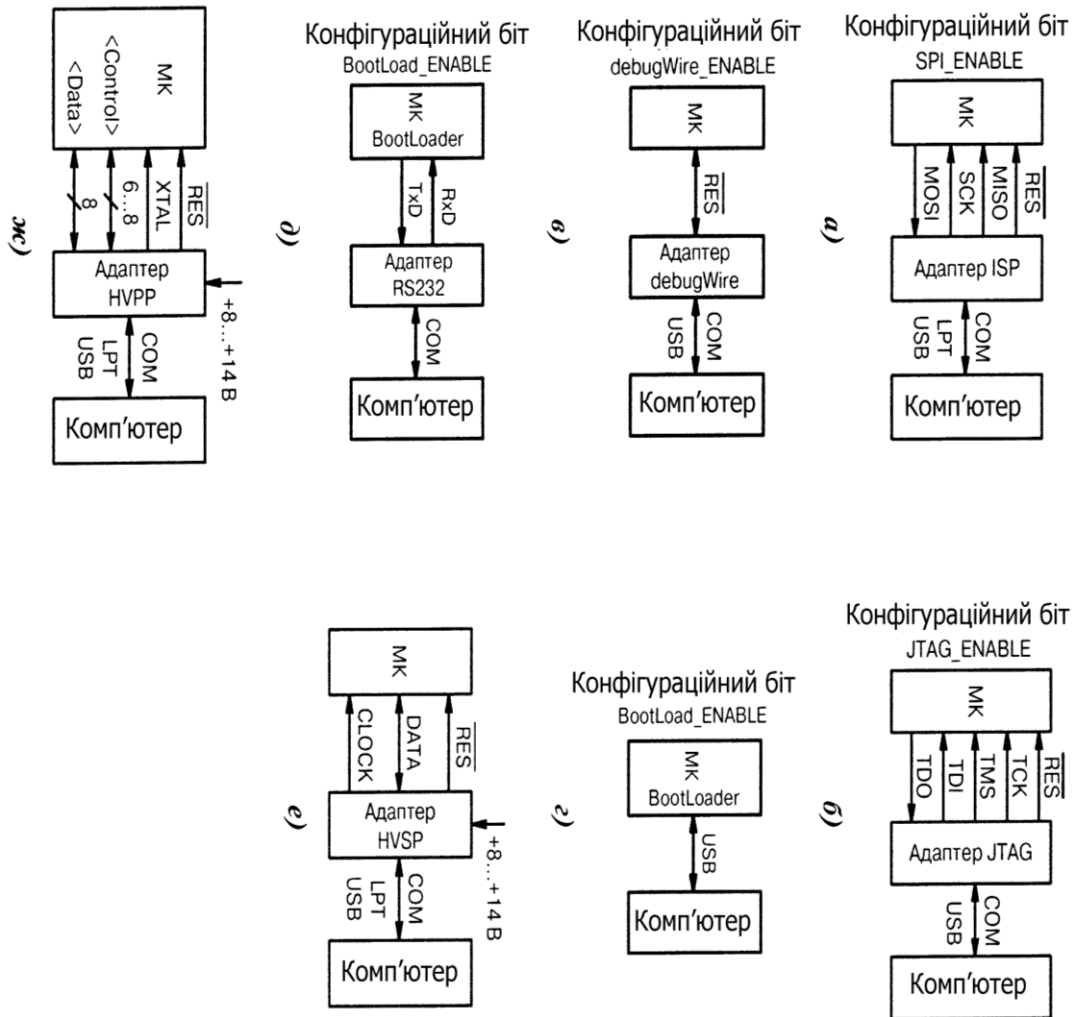 Конфігураційний біт
BootLoad_ENABLE
МК
BootLoader
TxD
RxD
Адаптер
RS232
COM
Комп'ютер
д)
Конфігураційний біт
debugWire_ENABLE
МК
RES
Адаптер
debugWire
COM
USB
Комп'ютер
в)
Конфігураційний біт
SPI_ENABLE
МК
MOSI
SCK
MISO
RES
Адаптер ISP
COM
LPT
USB
Комп'ютер
а)
МК
<Control>
<Data>
8
6...8
XTAL
RES
Адаптер
HVPP
+8...+14 В
COM
LPT
USB
Комп'ютер
ж)
МК
CLOCK
DATA
RES
Адаптер
HVSP
+8...+14 В
COM
LPT
USB
Комп'ютер
е)
Конфігураційний біт
BootLoad_ENABLE
МК
BootLoader
USB
Комп'ютер
г)
Конфігураційний біт
JTAG_ENABLE
МК
TDO
TDI
TMS
TCK
RES
Адаптер JTAG
COM
USB
Комп'ютер
б)